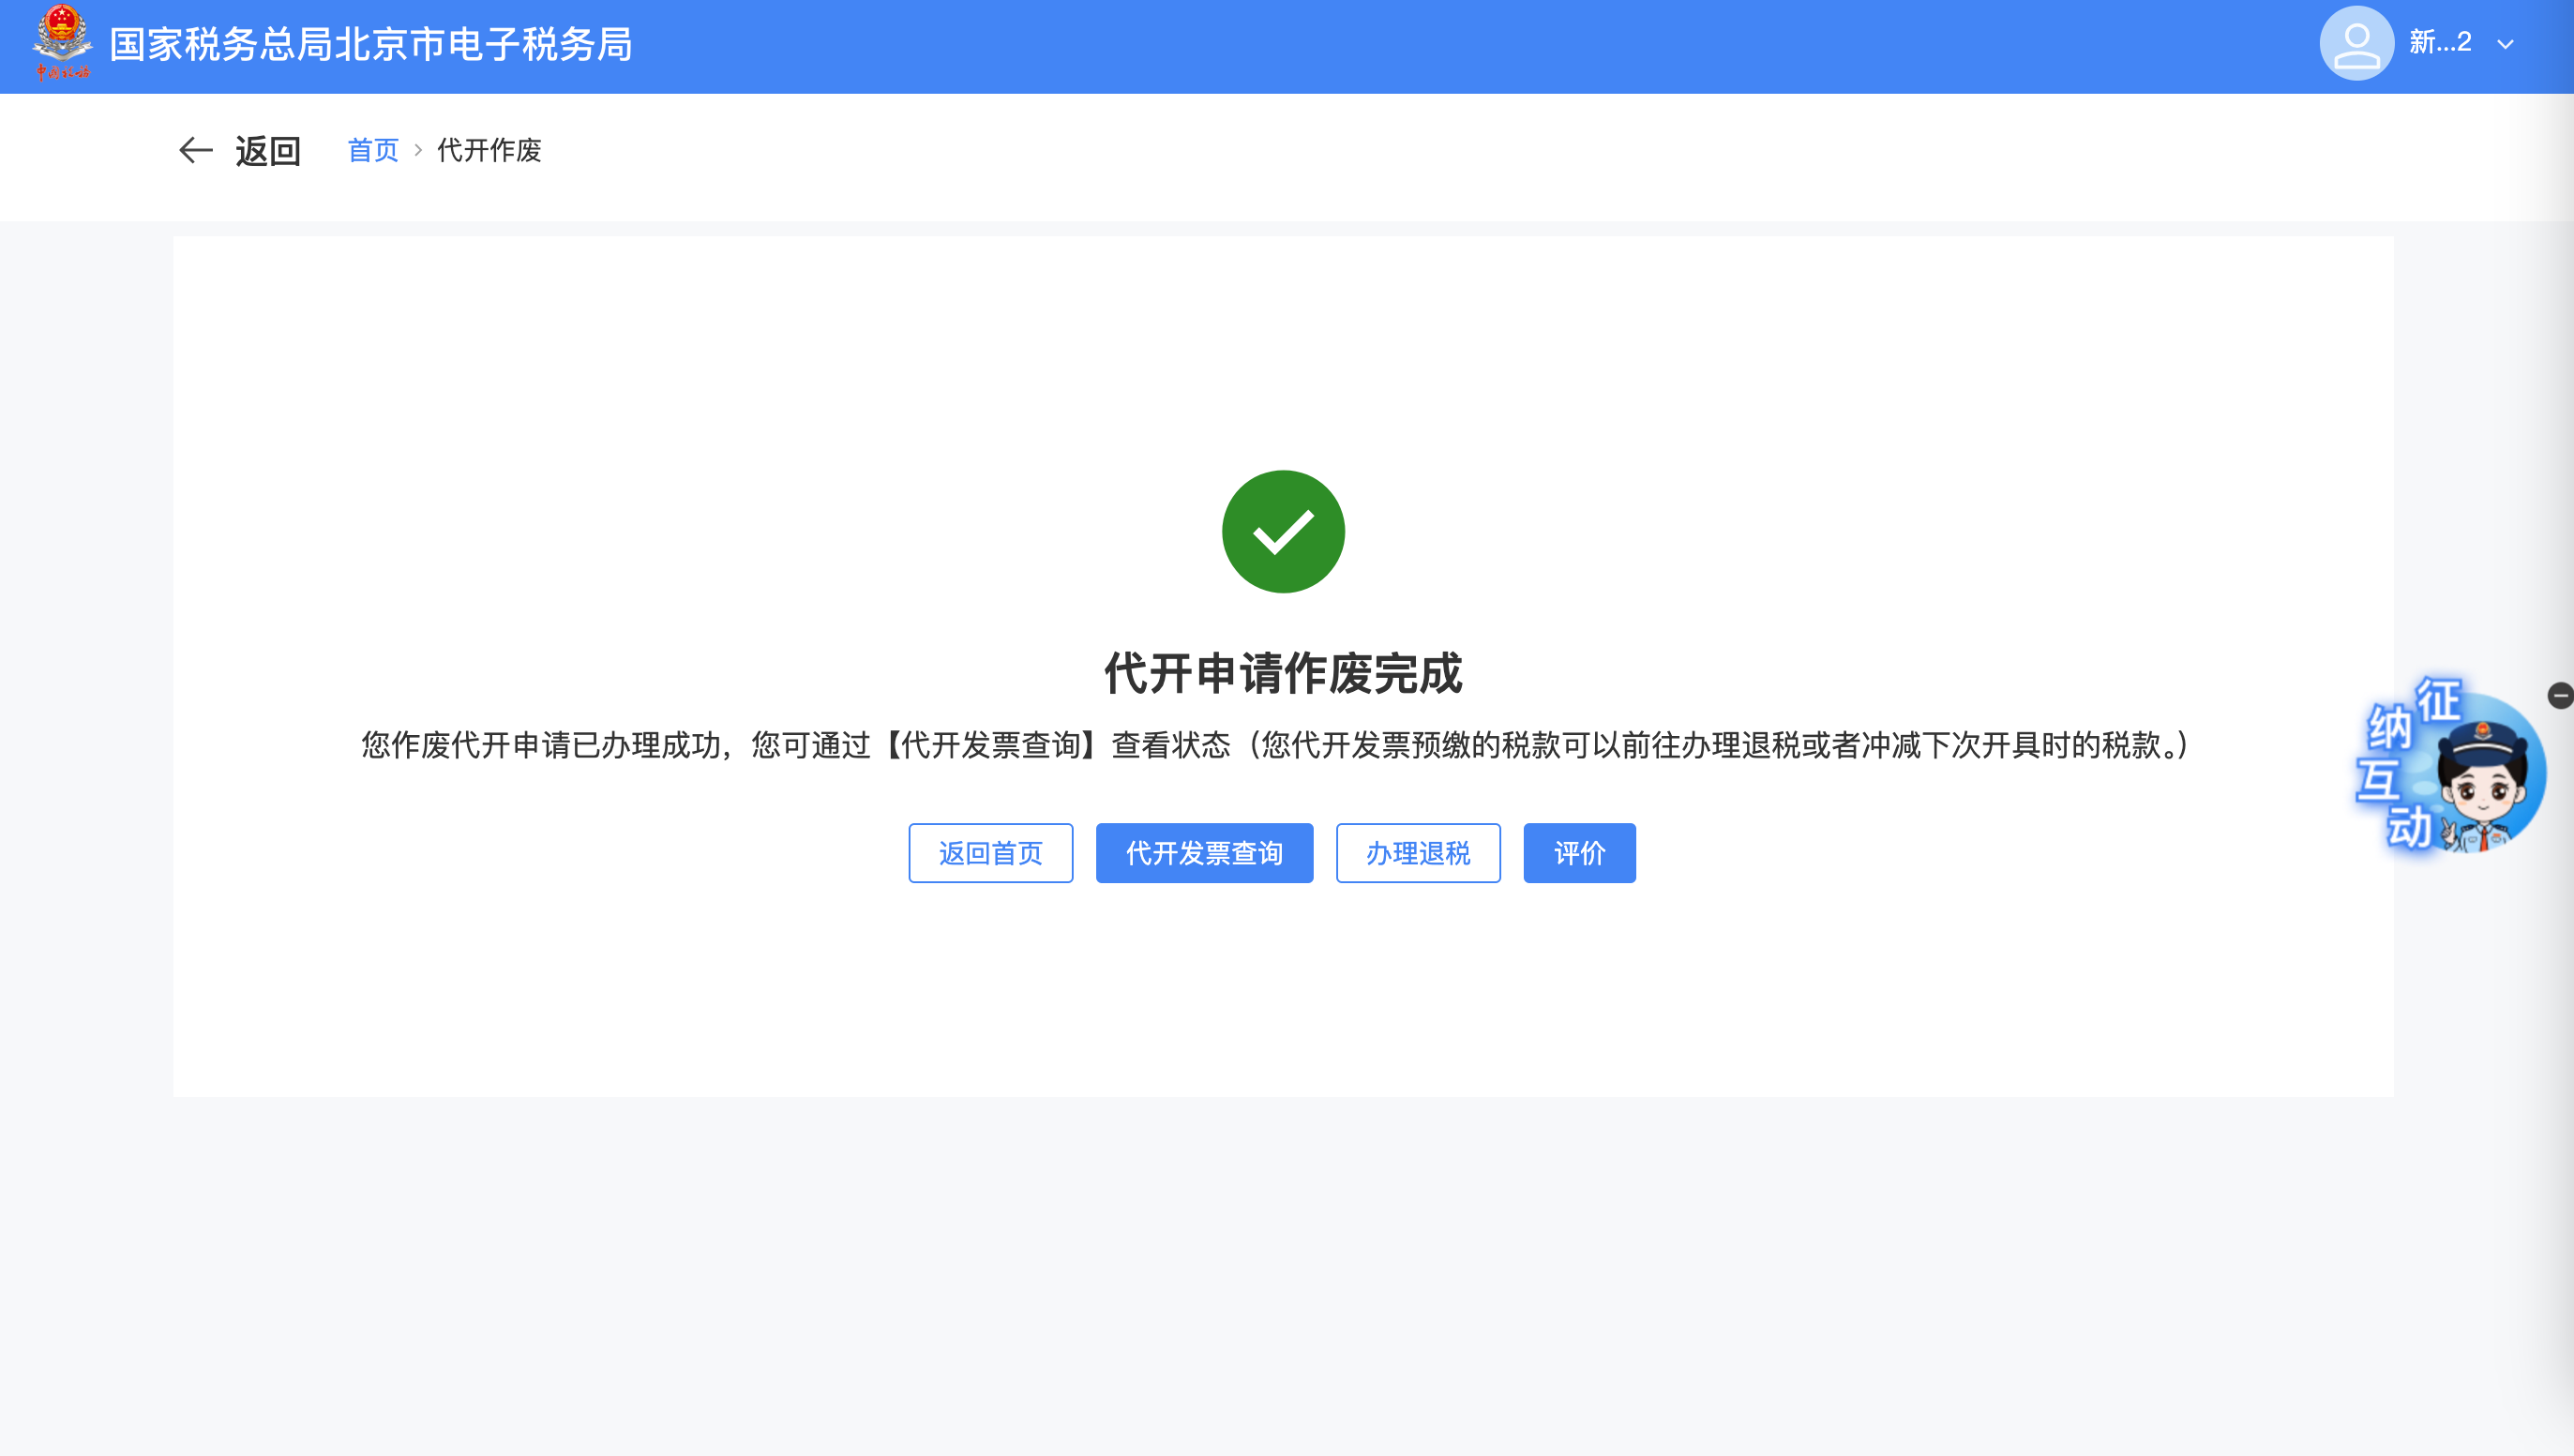 国家税务总局北京市电子税务局
新...2
中国税务
返回 首页 > 代开作废
代开申请作废完成
您作废代开申请已办理成功，您可通过【代开发票查询】查看状态（您代开发票预缴的税款可以前往办理退税或者冲减下次开具时的税款。）
返回首页 代开发票查询 办理退税 评价
征
纳
互
动